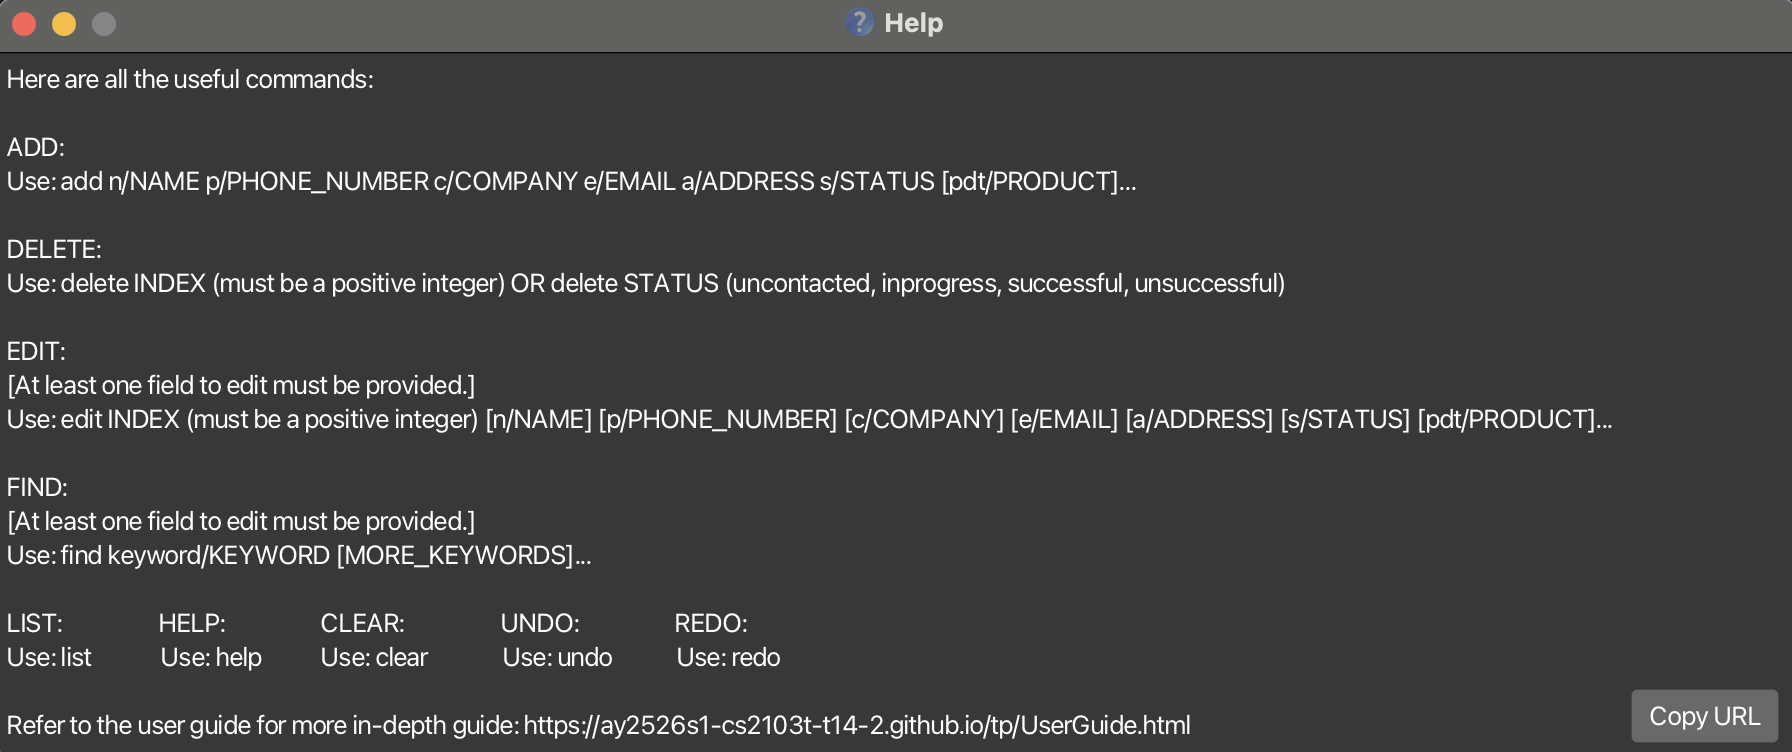 Help
Here are all the useful commands:
ADD:
Use: add n/NAME p/PHONE_NUMBER c/COMPANY e/EMAIL a/ADDRESS s/STATUS [pdt/PRODUCT]...
DELETE:
Use: delete INDEX (must be a positive integer) OR delete STATUS (uncontacted, inprogress, successful, unsuccessful)
EDIT:
[At least one field to edit must be provided.]
Use: edit INDEX (must be a positive integer) [n/NAME] [p/PHONE_NUMBER] [c/COMPANY] [e/EMAIL] [a/ADDRESS] [s/STATUS] [pdt/PRODUCT]...
FIND:
[At least one field to edit must be provided.]
Use: find keyword/KEYWORD [MORE_KEYWORDS]...
LIST: HELP: CLEAR: UNDO: REDO:
Use: list Use: help Use: clear Use: undo Use: redo
Refer to the user guide for more in-depth guide: https://ay2526s1-cs2103t-t14-2.github.io/tp/UserGuide.html
Copy URL